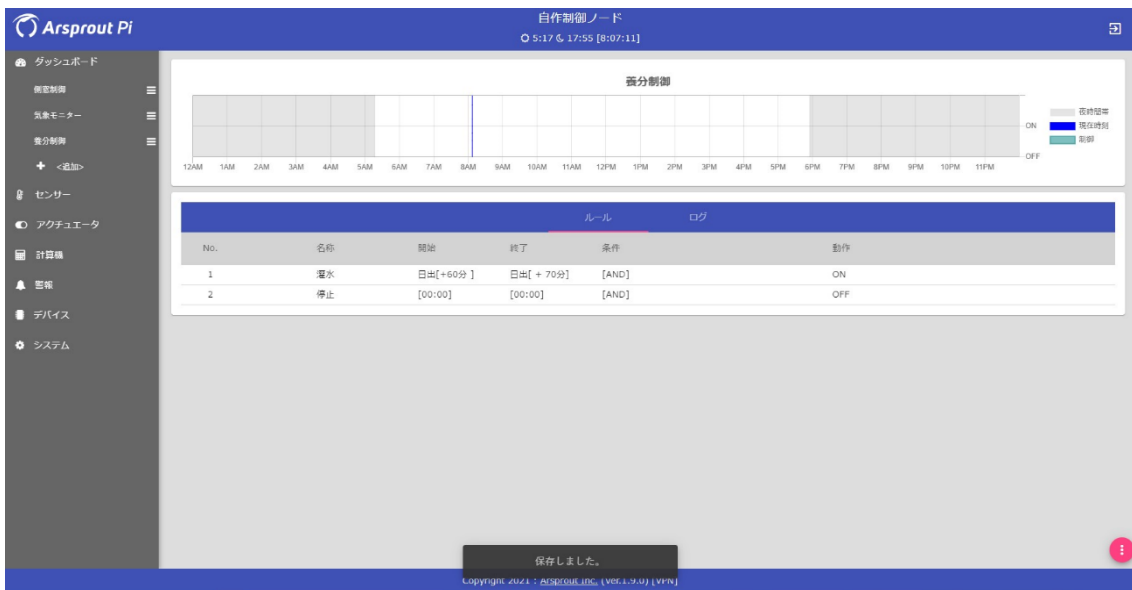 Arsprout Pi
自作制御ノード
5:17 17:55 [8:07:11]
ダッシュボード
側窓制御
気象モニター
養分制御
<追加>
センサー
アクチュエータ
計算機
警報
デバイス
システム
養分制御
ON
OFF
夜時間帯
現在時刻
制御
12AM 1AM 2AM 3AM 4AM 5AM 6AM 7AM 8AM 9AM 10AM 11AM 12PM 1PM 2PM 3PM 4PM 5PM 6PM 7PM 8PM 9PM 10PM 11PM
ルール ログ
No. 名称 開始 終了 条件 動作
1 灌水 日出[+60分 ] 日出[ + 70分] [AND] ON
2 停止 [00:00] [00:00] [AND] OFF
保存しました。
Copyright 2021 : Arsprout Inc. (Ver.1.9.0) [VPN]